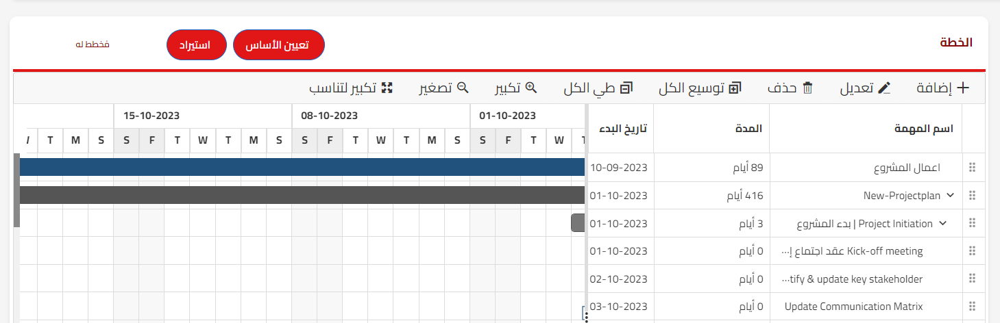 الخطة
تعيين الأساس
استيراد
مُخطط له
إضافة
تعديل
حذف
توسيع الكل
طي الكل
تكبير
تصغير
تكبير لتناسب
اسم المهمة
المدة
تاريخ البدء
01-10-2023
08-10-2023
15-10-2023
W T F S S M T W T F S S M T W T F S S M T
اعمال المشروع
89 أيام
10-09-2023
New-Projectplan
416 أيام
01-10-2023
Project Initiation | بدء المشروع
3 أيام
01-10-2023
Kick-off meeting عقد اجتماع إ...
0 أيام
01-10-2023
...tify & update key stakeholder
0 أيام
02-10-2023
Update Communication Matrix
0 أيام
03-10-2023